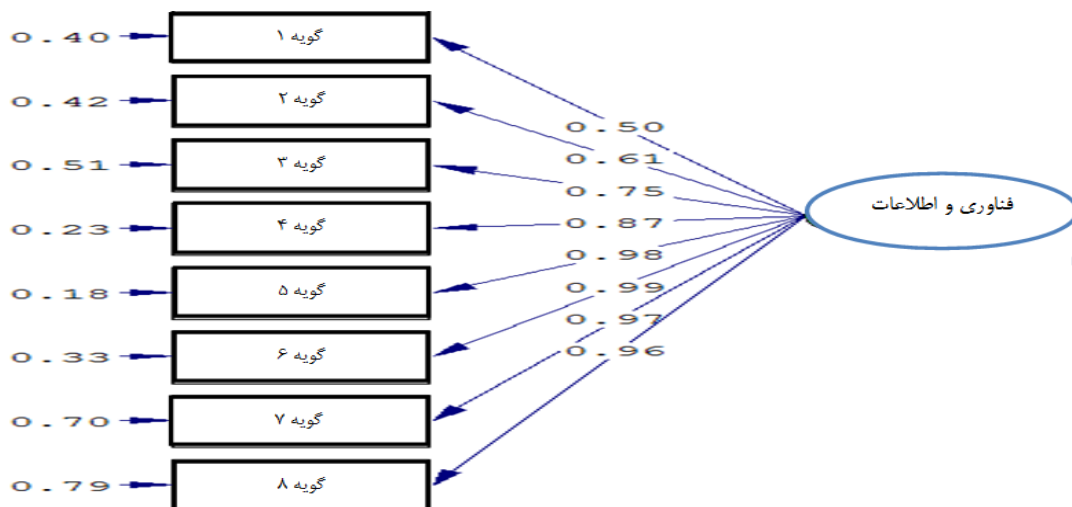 0.40
گویه ۱
0.50
0.42
گویه ۲
0.61
0.51
گویه ۳
0.75
0.23
گویه ۴
0.87
فناوری و اطلاعات
0.18
گویه ۵
0.98
0.33
گویه ۶
0.99
0.70
گویه ۷
0.97
0.79
گویه ۸
0.96